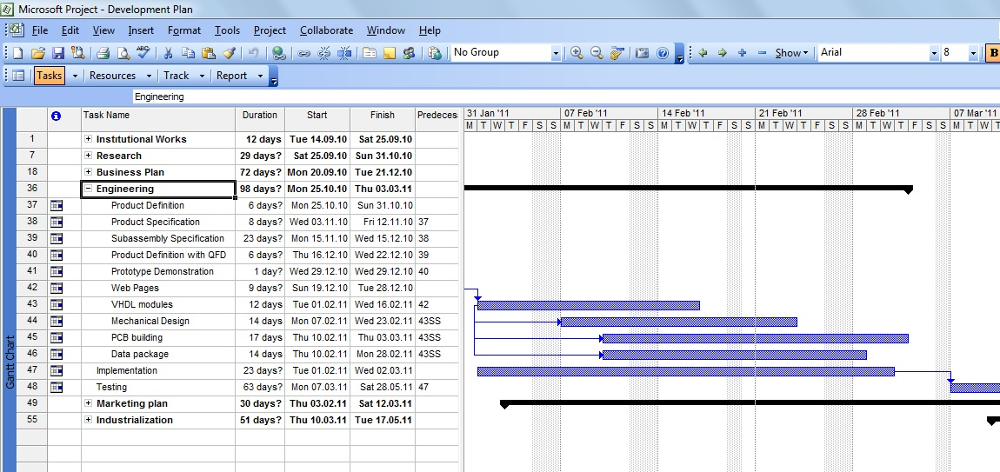 Microsoft Project - Development Plan
File Edit View Insert Format Tools Project Collaborate Window Help
ABC No Group Show Arial 8 B
Tasks Resources Track Report
Engineering
Task Name Duration Start Finish Predeces 31 Jan '11 07 Feb '11 14 Feb '11 21 Feb '11 28 Feb '11 07 Mar '11
M T W T F S S M T W T F S S M T W T F S S M T W T F S S M T W T F S S M T W T
1 Institutional Works 12 days Tue 14.09.10 Sat 25.09.10
7 Research 29 days? Sat 25.09.10 Sun 31.10.10
18 Business Plan 72 days? Mon 20.09.10 Tue 21.12.10
36 Engineering 98 days? Mon 25.10.10 Thu 03.03.11
37 Product Definition 6 days? Mon 25.10.10 Sun 31.10.10
38 Product Specification 8 days? Wed 03.11.10 Fri 12.11.10 37
39 Subassembly Specification 23 days? Mon 15.11.10 Wed 15.12.10 38
40 Product Definition with QFD 6 days? Thu 16.12.10 Wed 22.12.10 39
41 Prototype Demonstration 1 day? Wed 29.12.10 Wed 29.12.10 40
42 Web Pages 9 days? Sun 19.12.10 Tue 28.12.10
43 VHDL modules 12 days Tue 01.02.11 Wed 16.02.11 42
44 Mechanical Design 14 days Mon 07.02.11 Wed 23.02.11 43SS
45 PCB building 17 days Thu 10.02.11 Thu 03.03.11 43SS
46 Data package 14 days Thu 10.02.11 Mon 28.02.11 43SS
47 Implementation 23 days? Tue 01.02.11 Wed 02.03.11
48 Testing 63 days? Mon 07.03.11 Sat 28.05.11 47
49 Marketing plan 30 days? Thu 03.02.11 Sat 12.03.11
55 Industrialization 51 days? Thu 10.03.11 Tue 17.05.11
Gantt Chart